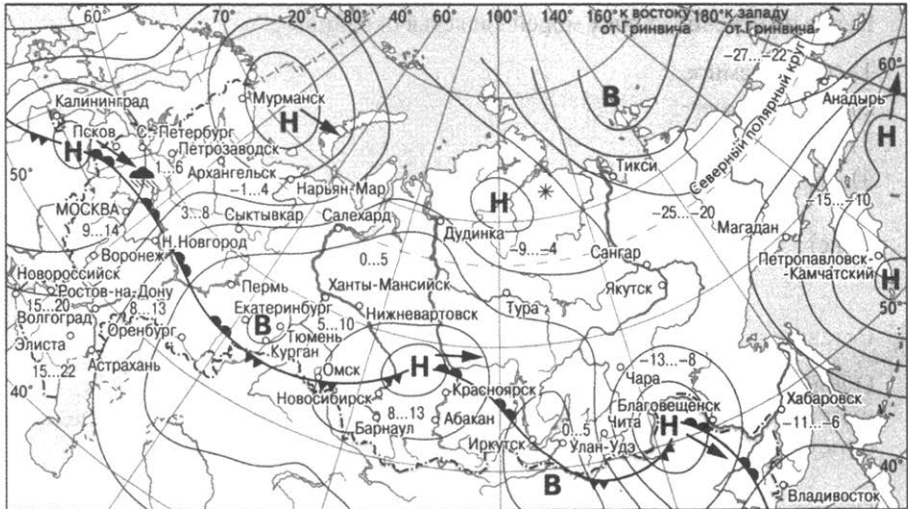 60° 70° 20° 80° 40° 60° 100° 120° 140° 160° к востоку 180° к западу
от Гринвича от Гринвича
-27...-22
Северный полярный круг
60°
В
Мурманск
Калининград
Анадырь
Н
Н
Псков С.-Петербург
Н
Петрозаводск
1...6
Архангельск
Тикси
50°
-1...4
Нарьян-Мар
Н
-15...-10
МОСКВА 3...8 Сыктывкар Салехард
-25...-20
9...14
Дудинка
Магадан
Н.Новгород
-9...-4
Сангар
Воронеж
0...5
Петропавловск-
-Камчатский
Новороссийск
Ростов-на-Дону
Пермь
Ханты-Мансийск
Тура
Якутск
Н
15...20 8...13
Екатеринбург
Нижневартовск
50°
Волгоград
В
5...10
Оренбург
Тюмень
Элиста
Курган
-13...-8
15...22
Астрахань
Омск
Н
Чара
40°
Новосибирск
Красноярск
Благовещенск
Хабаровск
8...13
Абакан
0...5
Чита
Н
-11...-6
Барнаул
Иркутск
Улан-Удэ
40°
В
Владивосток